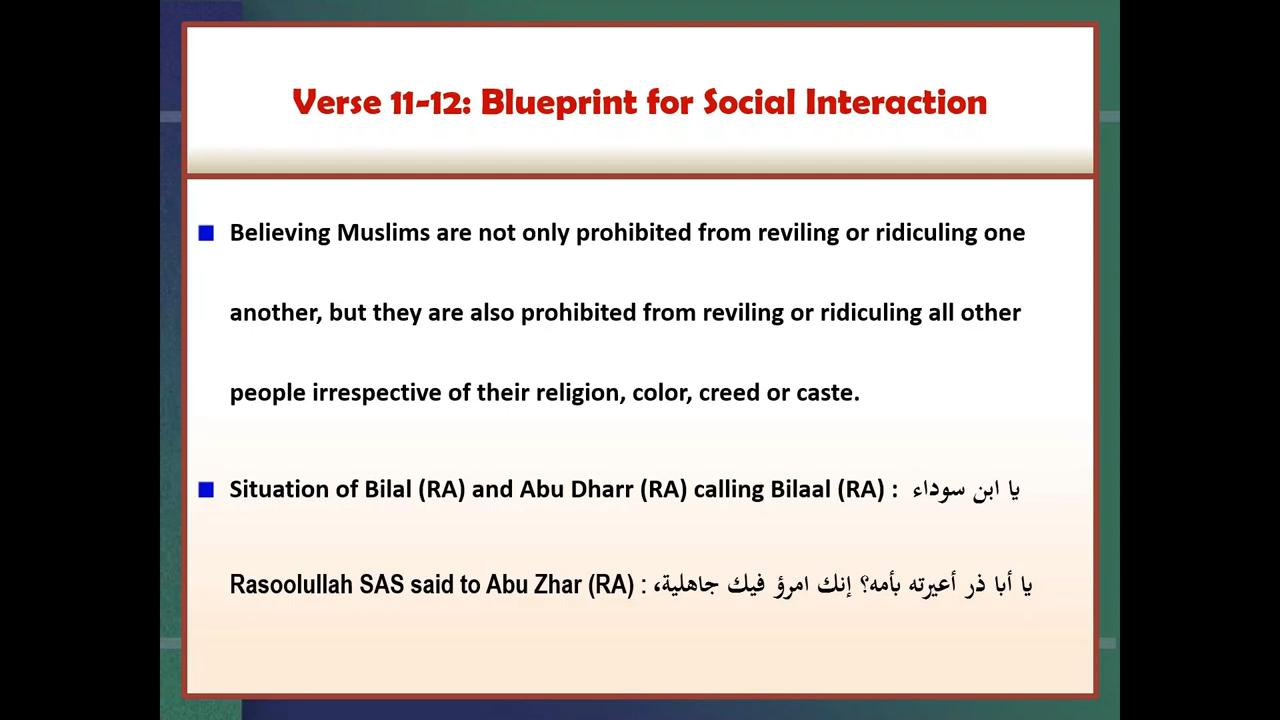 Verse 11-12: Blueprint for Social Interaction
Believing Muslims are not only prohibited from reviling or ridiculing one
another, but they are also prohibited from reviling or ridiculing all other
people irrespective of their religion, color, creed or caste.
Situation of Bilal (RA) and Abu Dharr (RA) calling Bilaal (RA) : يا ابن سوداء
Rasoolullah SAS said to Abu Zhar (RA) : يا أبا ذر أعيرته بأمه؟ إنك امرؤ فيك جاهلية،